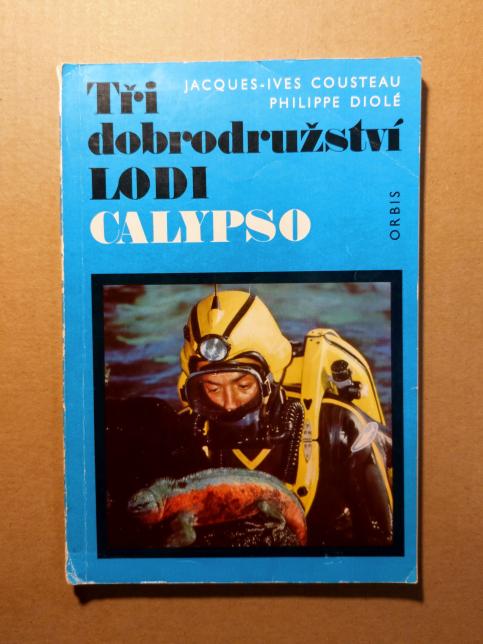 JACQUES-IVES COUSTEAU
PHILIPPE DIOLÉ
Tři
dobrodružství
LODI
CALYPSO
ORBIS